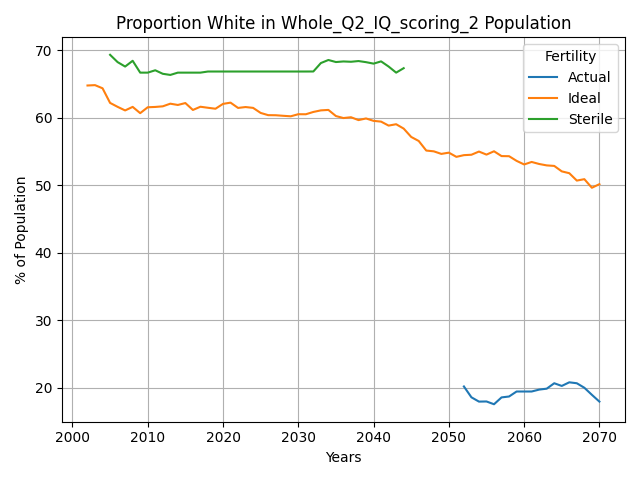 Proportion White in Whole_Q2_IQ_scoring_2 Population
% of Population
70
60
50
40
30
20
Fertility
Actual
Ideal
Sterile
2000 2010 2020 2030 2040 2050 2060 2070
Years